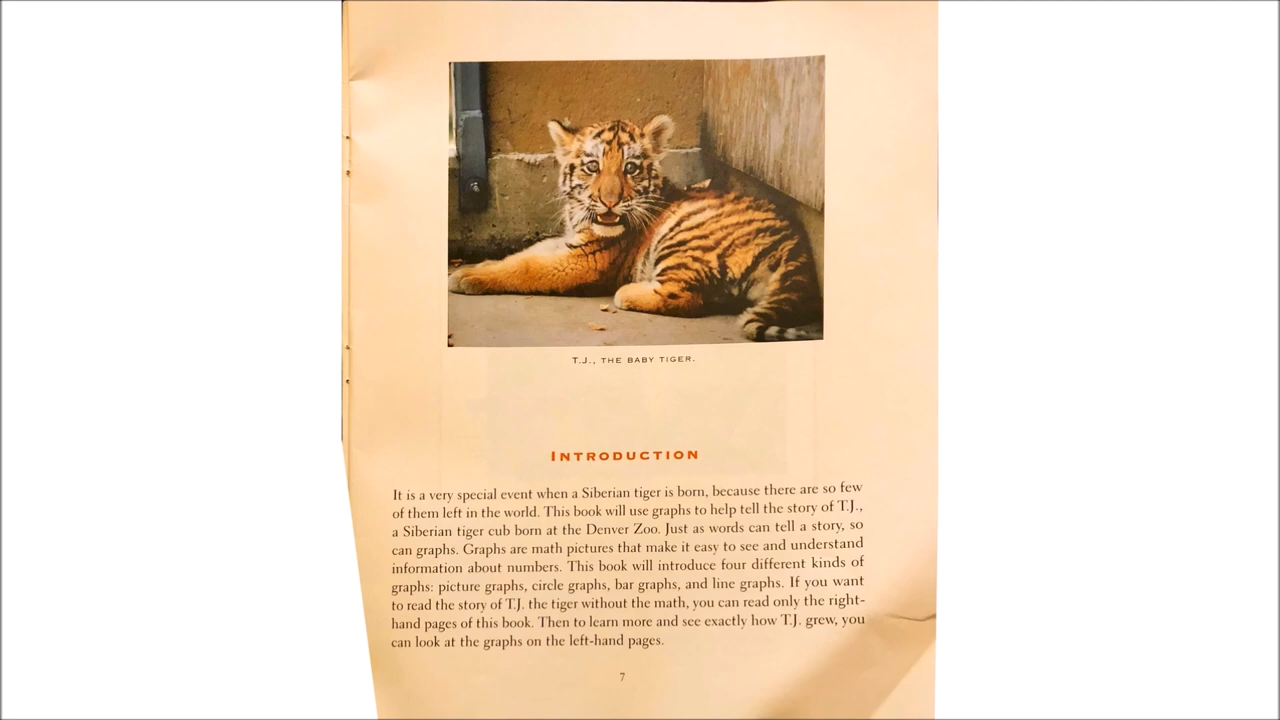 T.J., THE BABY TIGER.
INTRODUCTION
It is a very special event when a Siberian tiger is born, because there are so few
of them left in the world. This book will use graphs to help tell the story of T.J.,
a Siberian tiger cub born at the Denver Zoo. Just as words can tell a story, so
can graphs. Graphs are math pictures that make it easy to see and understand
information about numbers. This book will introduce four different kinds of
graphs: picture graphs, circle graphs, bar graphs, and line graphs. If you want
to read the story of T.J. the tiger without the math, you can read only the right-
hand pages of this book. Then to learn more and see exactly how T.J. grew, you
can look at the graphs on the left-hand pages.
7